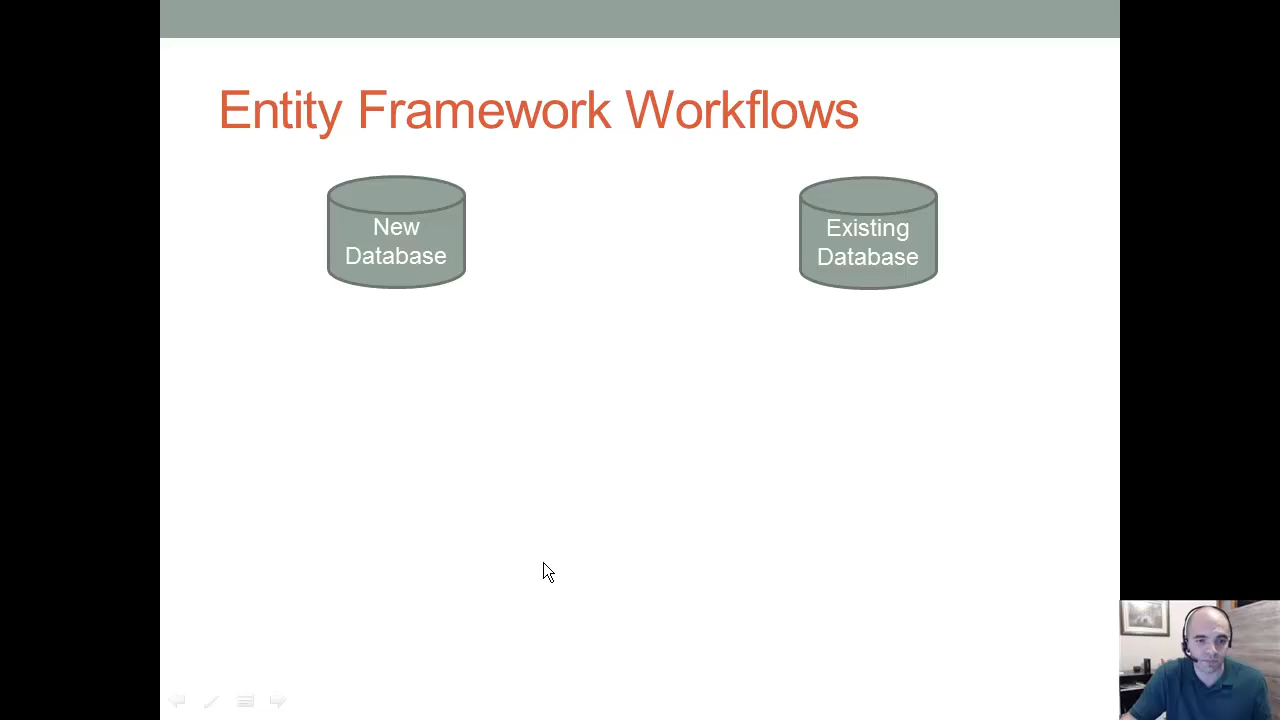 Entity Framework Workflows
New
Database
Existing
Database